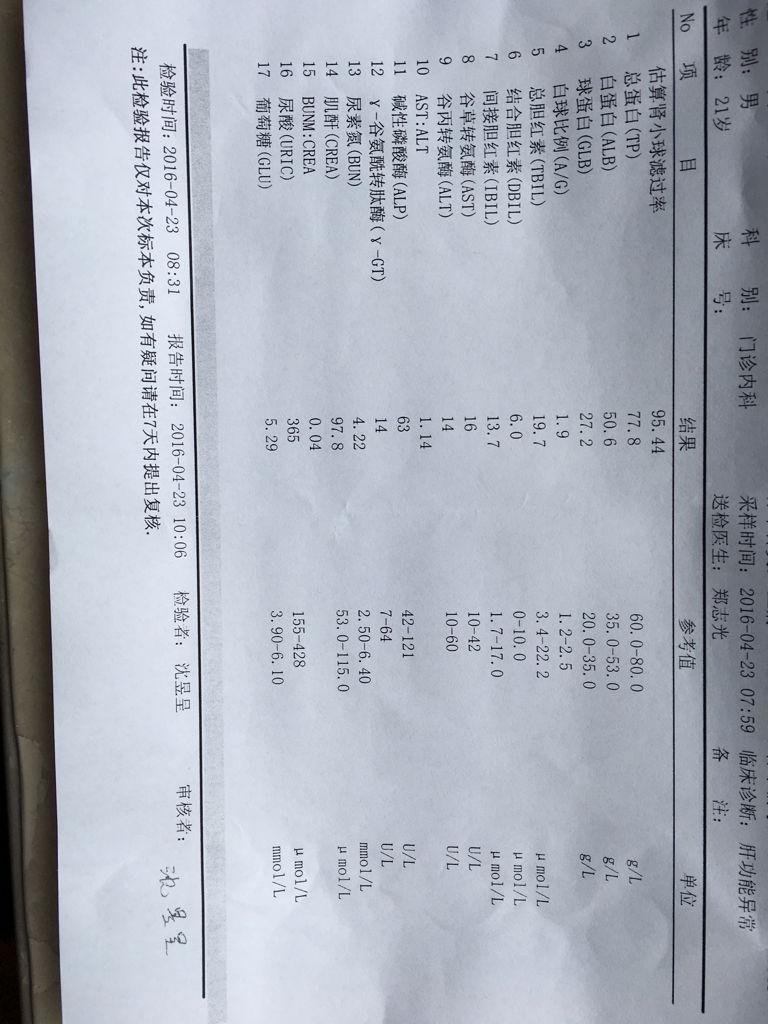 性 别: 男 科 别: 门诊内科 采样时间: 2016-04-23 07:59 临床诊断: 肝功能异常
年 龄: 21岁 床 号: 送检医生: 郑志光 备 注:
No 项 目 结果 参考值 单位
估算肾小球滤过率 95.44
1 总蛋白(TP) 77.8 60.0-80.0 g/L
2 白蛋白(ALB) 50.6 35.0-53.0 g/L
3 球蛋白(GLB) 27.2 20.0-35.0 g/L
4 白球比例(A/G) 1.9 1.2-2.5
5 总胆红素(TBIL) 19.7 3.4-22.2 μmol/L
6 结合胆红素(DBIL) 6.0 0-10.0 μmol/L
7 间接胆红素(IBIL) 13.7 1.7-17.0 μmol/L
8 谷草转氨酶(AST) 16 10-42 U/L
9 谷丙转氨酶(ALT) 14 10-60 U/L
10 AST:ALT 1.14
11 碱性磷酸酶(ALP) 63 42-121 U/L
12 γ-谷氨酰转肽酶(γ-GT) 14 7-64 U/L
13 尿素氮(BUN) 4.22 2.50-6.40 mmol/L
14 肌酐(CREA) 97.8 53.0-115.0 μmol/L
15 BUNM:CREA 0.04
16 尿酸(URIC) 365 155-428 μmol/L
17 葡萄糖(GLU) 5.29 3.90-6.10 mmol/L
检验时间: 2016-04-23 08:31 报告时间: 2016-04-23 10:06 检验者: 沈昱呈 审核者: 沈昱呈
注:此检验报告仅对本次标本负责,如有疑问请在7天内提出复核.